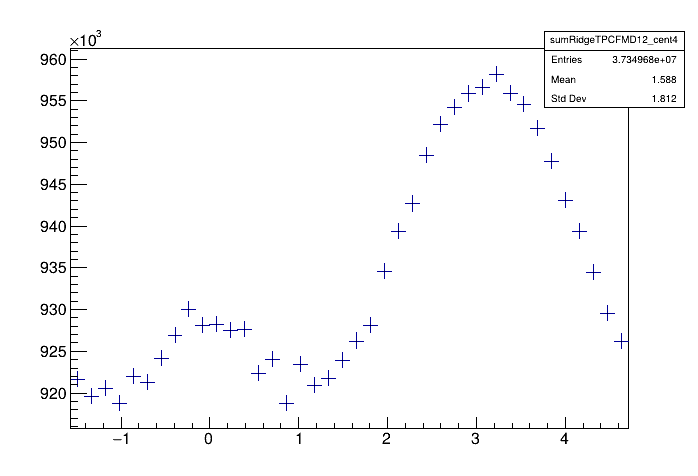 ×10³
sumRidgeTPCFMD12_cent4
Entries 3.734968e+07
Mean 1.588
Std Dev 1.812
960
955
950
945
940
935
930
925
920
−1 0 1 2 3 4